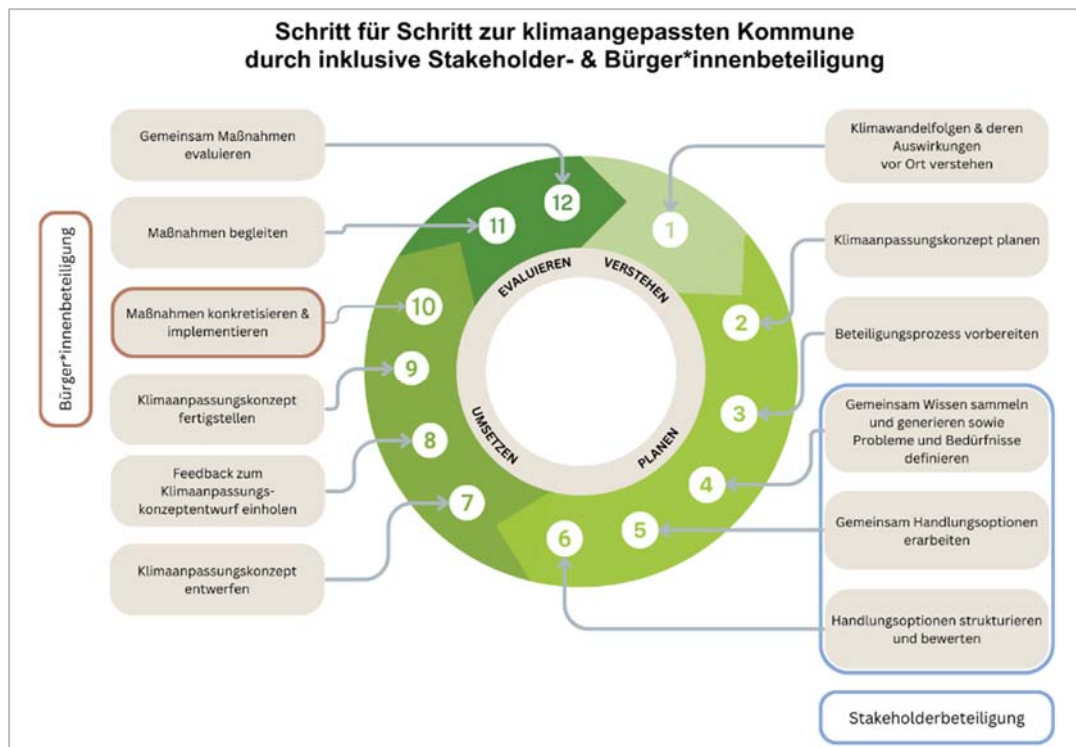 Schritt für Schritt zur klimaangepassten Kommune
durch inklusive Stakeholder- & Bürger*innenbeteiligung
Gemeinsam Maßnahmen
evaluieren
Maßnahmen begleiten
Maßnahmen konkretisieren &
implementieren
Klimaanpassungskonzept
fertigstellen
Feedback zum
Klimaanpassungs-
konzeptentwurf einholen
Klimaanpassungskonzept
entwerfen
Bürger*innenbeteiligung
12
11
10
9
8
7
1
2
3
4
5
6
EVALUIEREN
VERSTEHEN
UMSETZEN
PLANEN
Klimawandelfolgen & deren
Auswirkungen
vor Ort verstehen
Klimaanpassungskonzept planen
Beteiligungsprozess vorbereiten
Gemeinsam Wissen sammeln
und generieren sowie
Probleme und Bedürfnisse
definieren
Gemeinsam Handlungsoptionen
erarbeiten
Handlungsoptionen strukturieren
und bewerten
Stakeholderbeteiligung